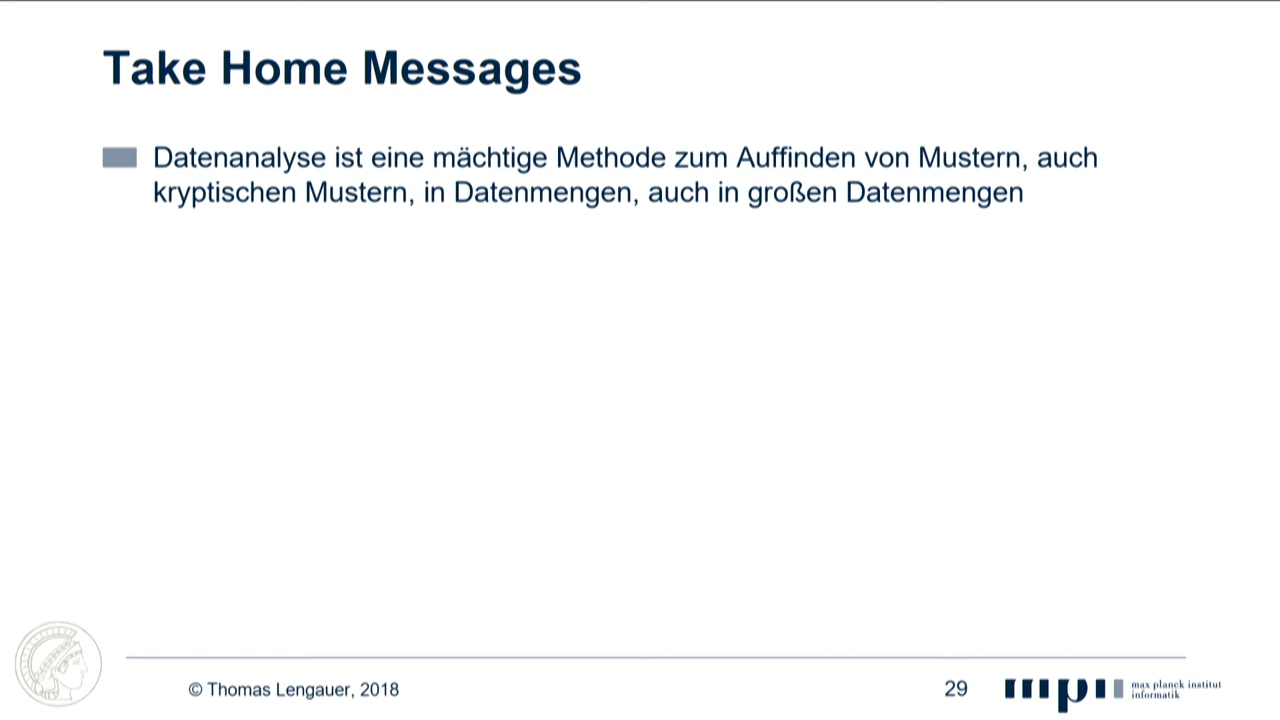 Take Home Messages
Datenanalyse ist eine mächtige Methode zum Auffinden von Mustern, auch
kryptischen Mustern, in Datenmengen, auch in großen Datenmengen
© Thomas Lengauer, 2018
29
max planck institut
informatik